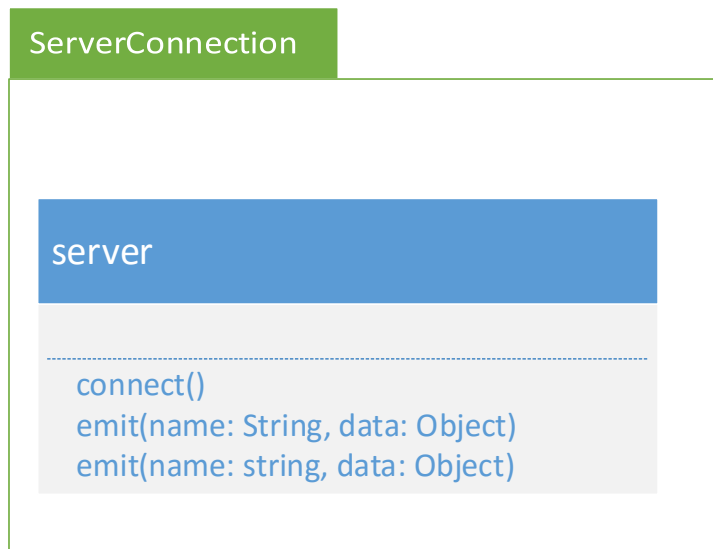 ServerConnection
server
connect()
emit(name: String, data: Object)
emit(name: string, data: Object)